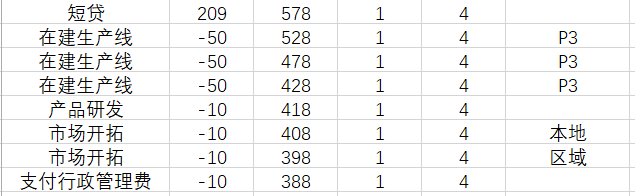 短贷 209 578 1 4
在建生产线 -50 528 1 4 P3
在建生产线 -50 478 1 4 P3
在建生产线 -50 428 1 4 P3
产品研发 -10 418 1 4
市场开拓 -10 408 1 4 本地
市场开拓 -10 398 1 4 区域
支付行政管理费 -10 388 1 4